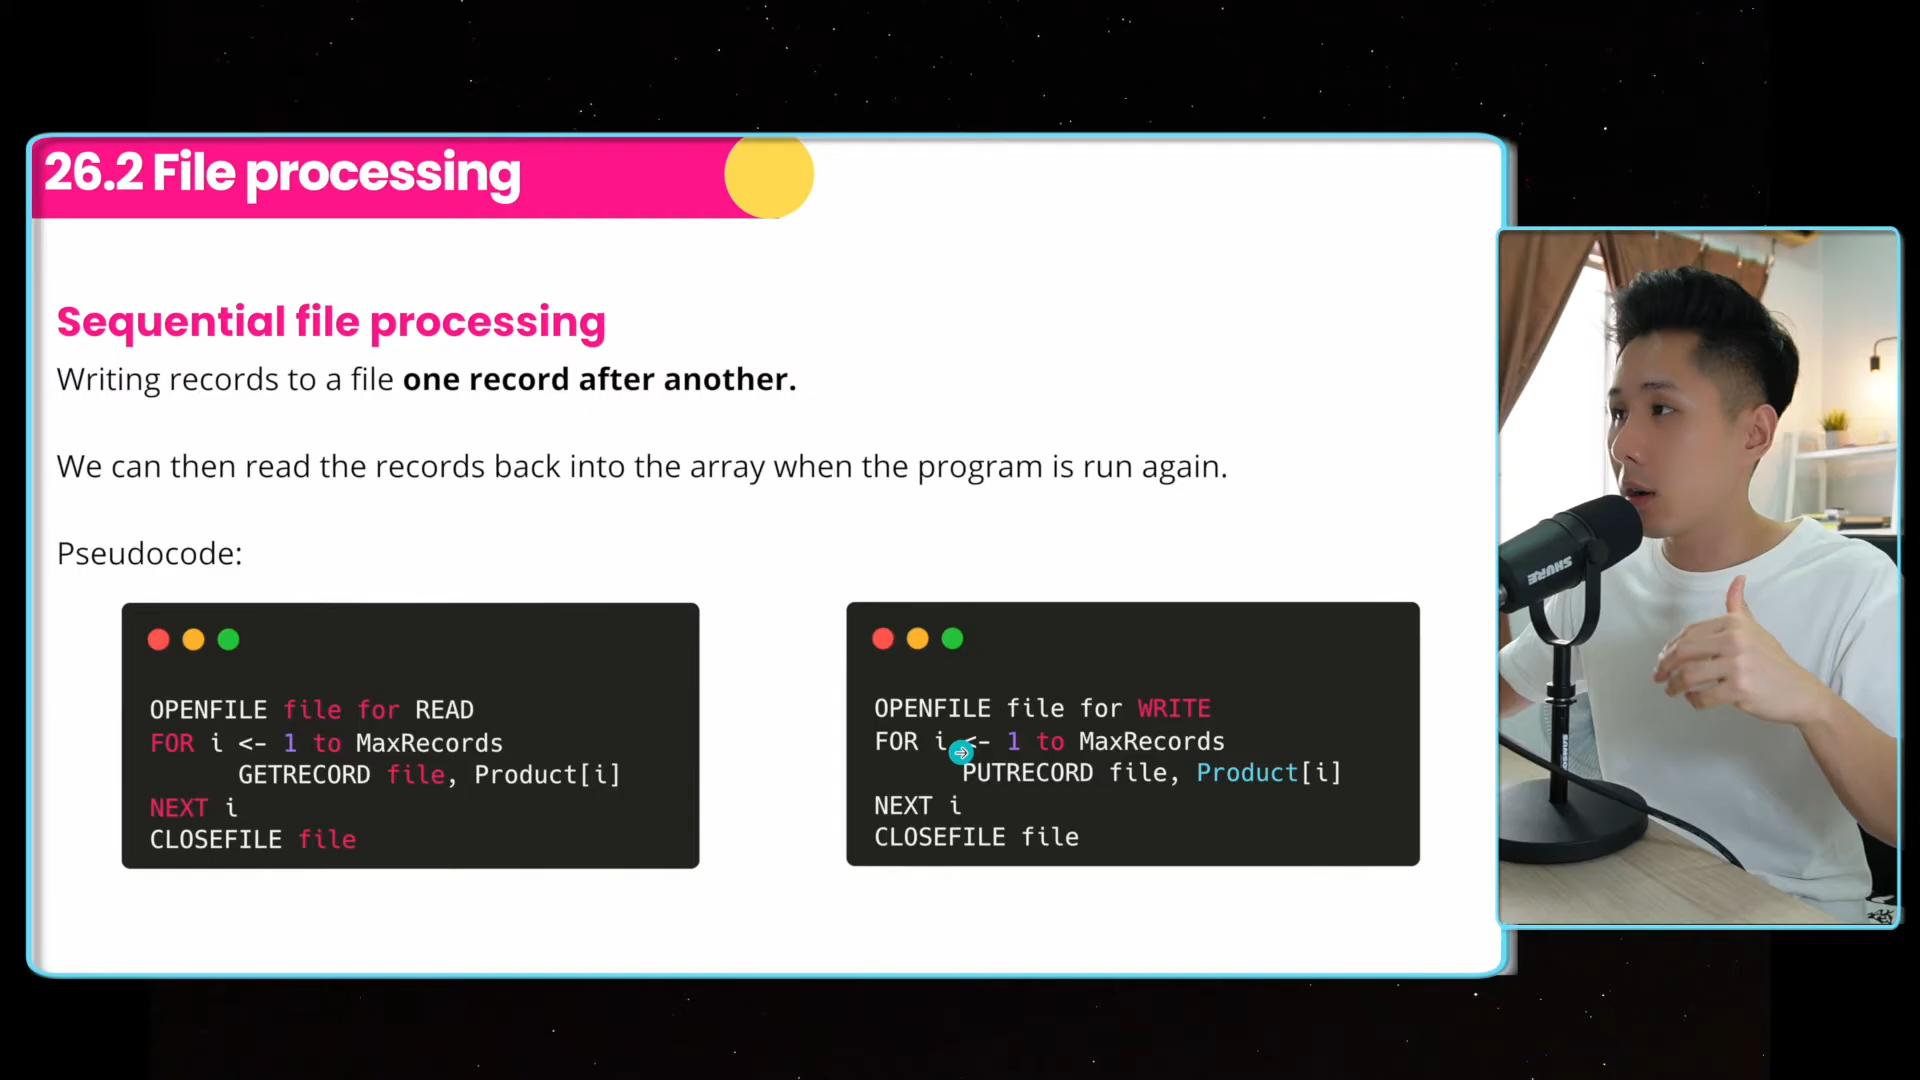 26.2 File processing
Sequential file processing
Writing records to a file one record after another.
We can then read the records back into the array when the program is run again.
Pseudocode:
OPENFILE file for READ
FOR i <- 1 to MaxRecords
GETRECORD file, Product[i]
NEXT i
CLOSEFILE file
OPENFILE file for WRITE
FOR i <- 1 to MaxRecords
PUTRECORD file, Product[i]
NEXT i
CLOSEFILE file
SHURE
SAMSON